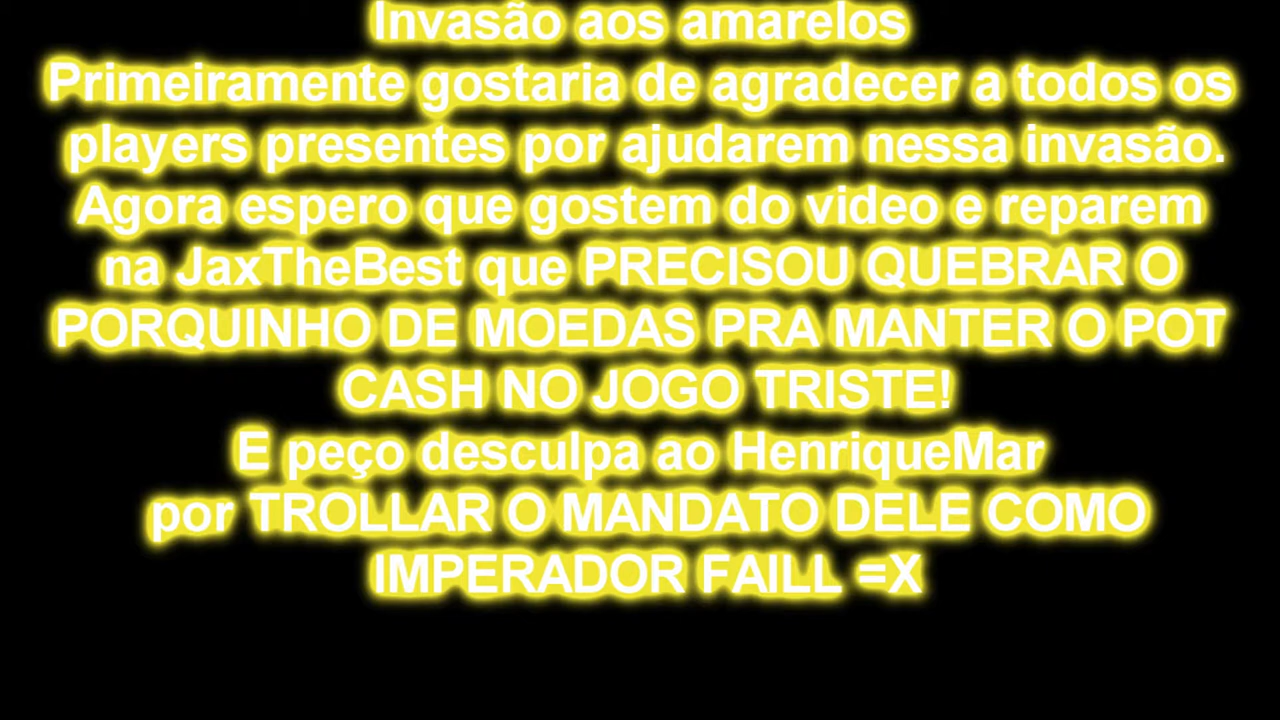 Invasão aos amarelos
Primeiramente gostaria de agradecer a todos os
players presentes por ajudarem nessa invasão.
Agora espero que gostem do video e reparem
na JaxTheBest que PRECISOU QUEBRAR O
PORQUINHO DE MOEDAS PRA MANTER O POT
CASH NO JOGO TRISTE!
E peço desculpa ao HenriqueMar
por TROLLAR O MANDATO DELE COMO
IMPERADOR FAILL =X